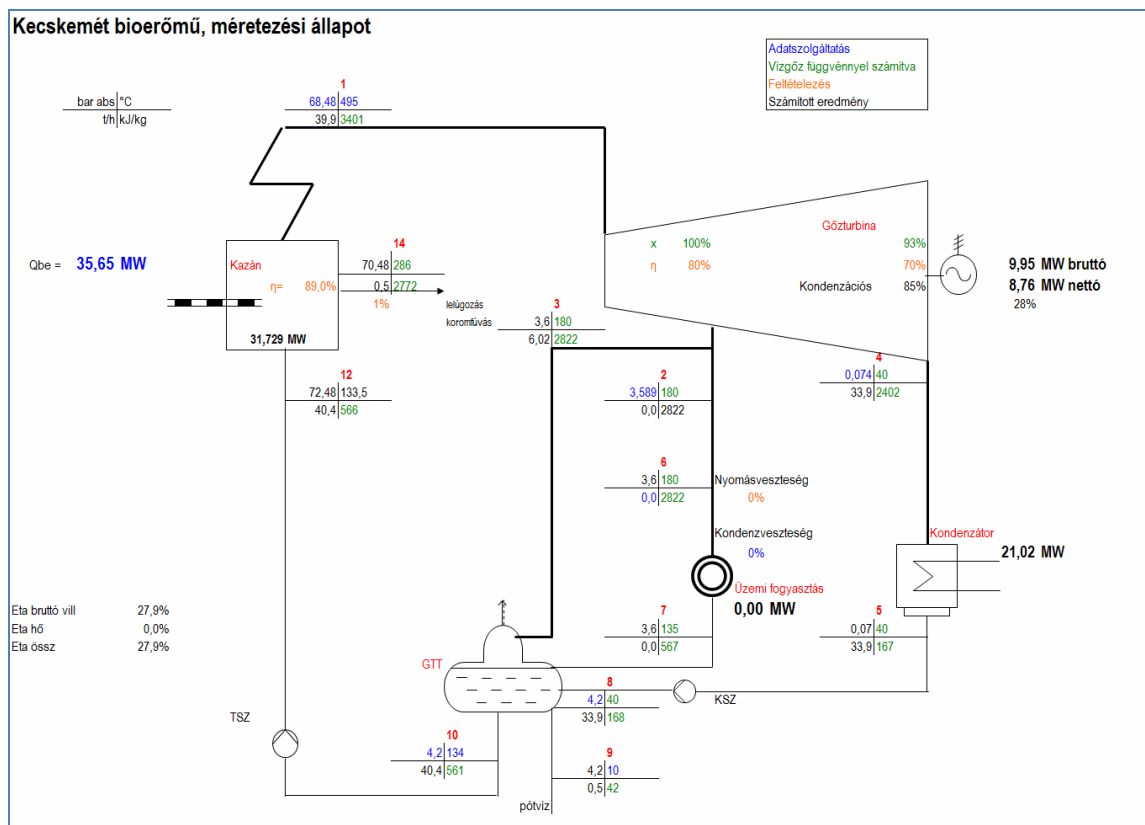 Kecskemét bioerőmű, méretezési állapot
Adatszolgáltatás
Vízgőz függvénnyel számítva
Feltételezés
Számított eredmény
bar abs °C
t/h kJ/kg
1
68,48 495
39,9 3401
Gőzturbina
x 100% 93%
η 80% 70%
Kondenzációs 85%
9,95 MW bruttó
8,76 MW nettó
28%
Qbe = 35,65 MW
Kazán
η= 89,0%
31,729 MW
14
70,48 286
0,5 2772
1%
lelúgozás
koromfúvás
3
3,6 180
6,02 2822
12
72,48 133,5
40,4 566
2
3,589 180
0,0 2822
4
0,074 40
33,9 2402
6
3,6 180
0,0 2822
Nyomásveszteség
0%
Kondenzveszteség
0%
Kondenzátor
21,02 MW
Üzemi fogyasztás
0,00 MW
Eta bruttó vill 27,9%
Eta hő 0,0%
Eta össz 27,9%
7
3,6 135
0,0 567
5
0,07 40
33,9 167
GTT
8
4,2 40
33,9 168
KSZ
TSZ
10
4,2 134
40,4 561
9
4,2 10
0,5 42
pótvíz